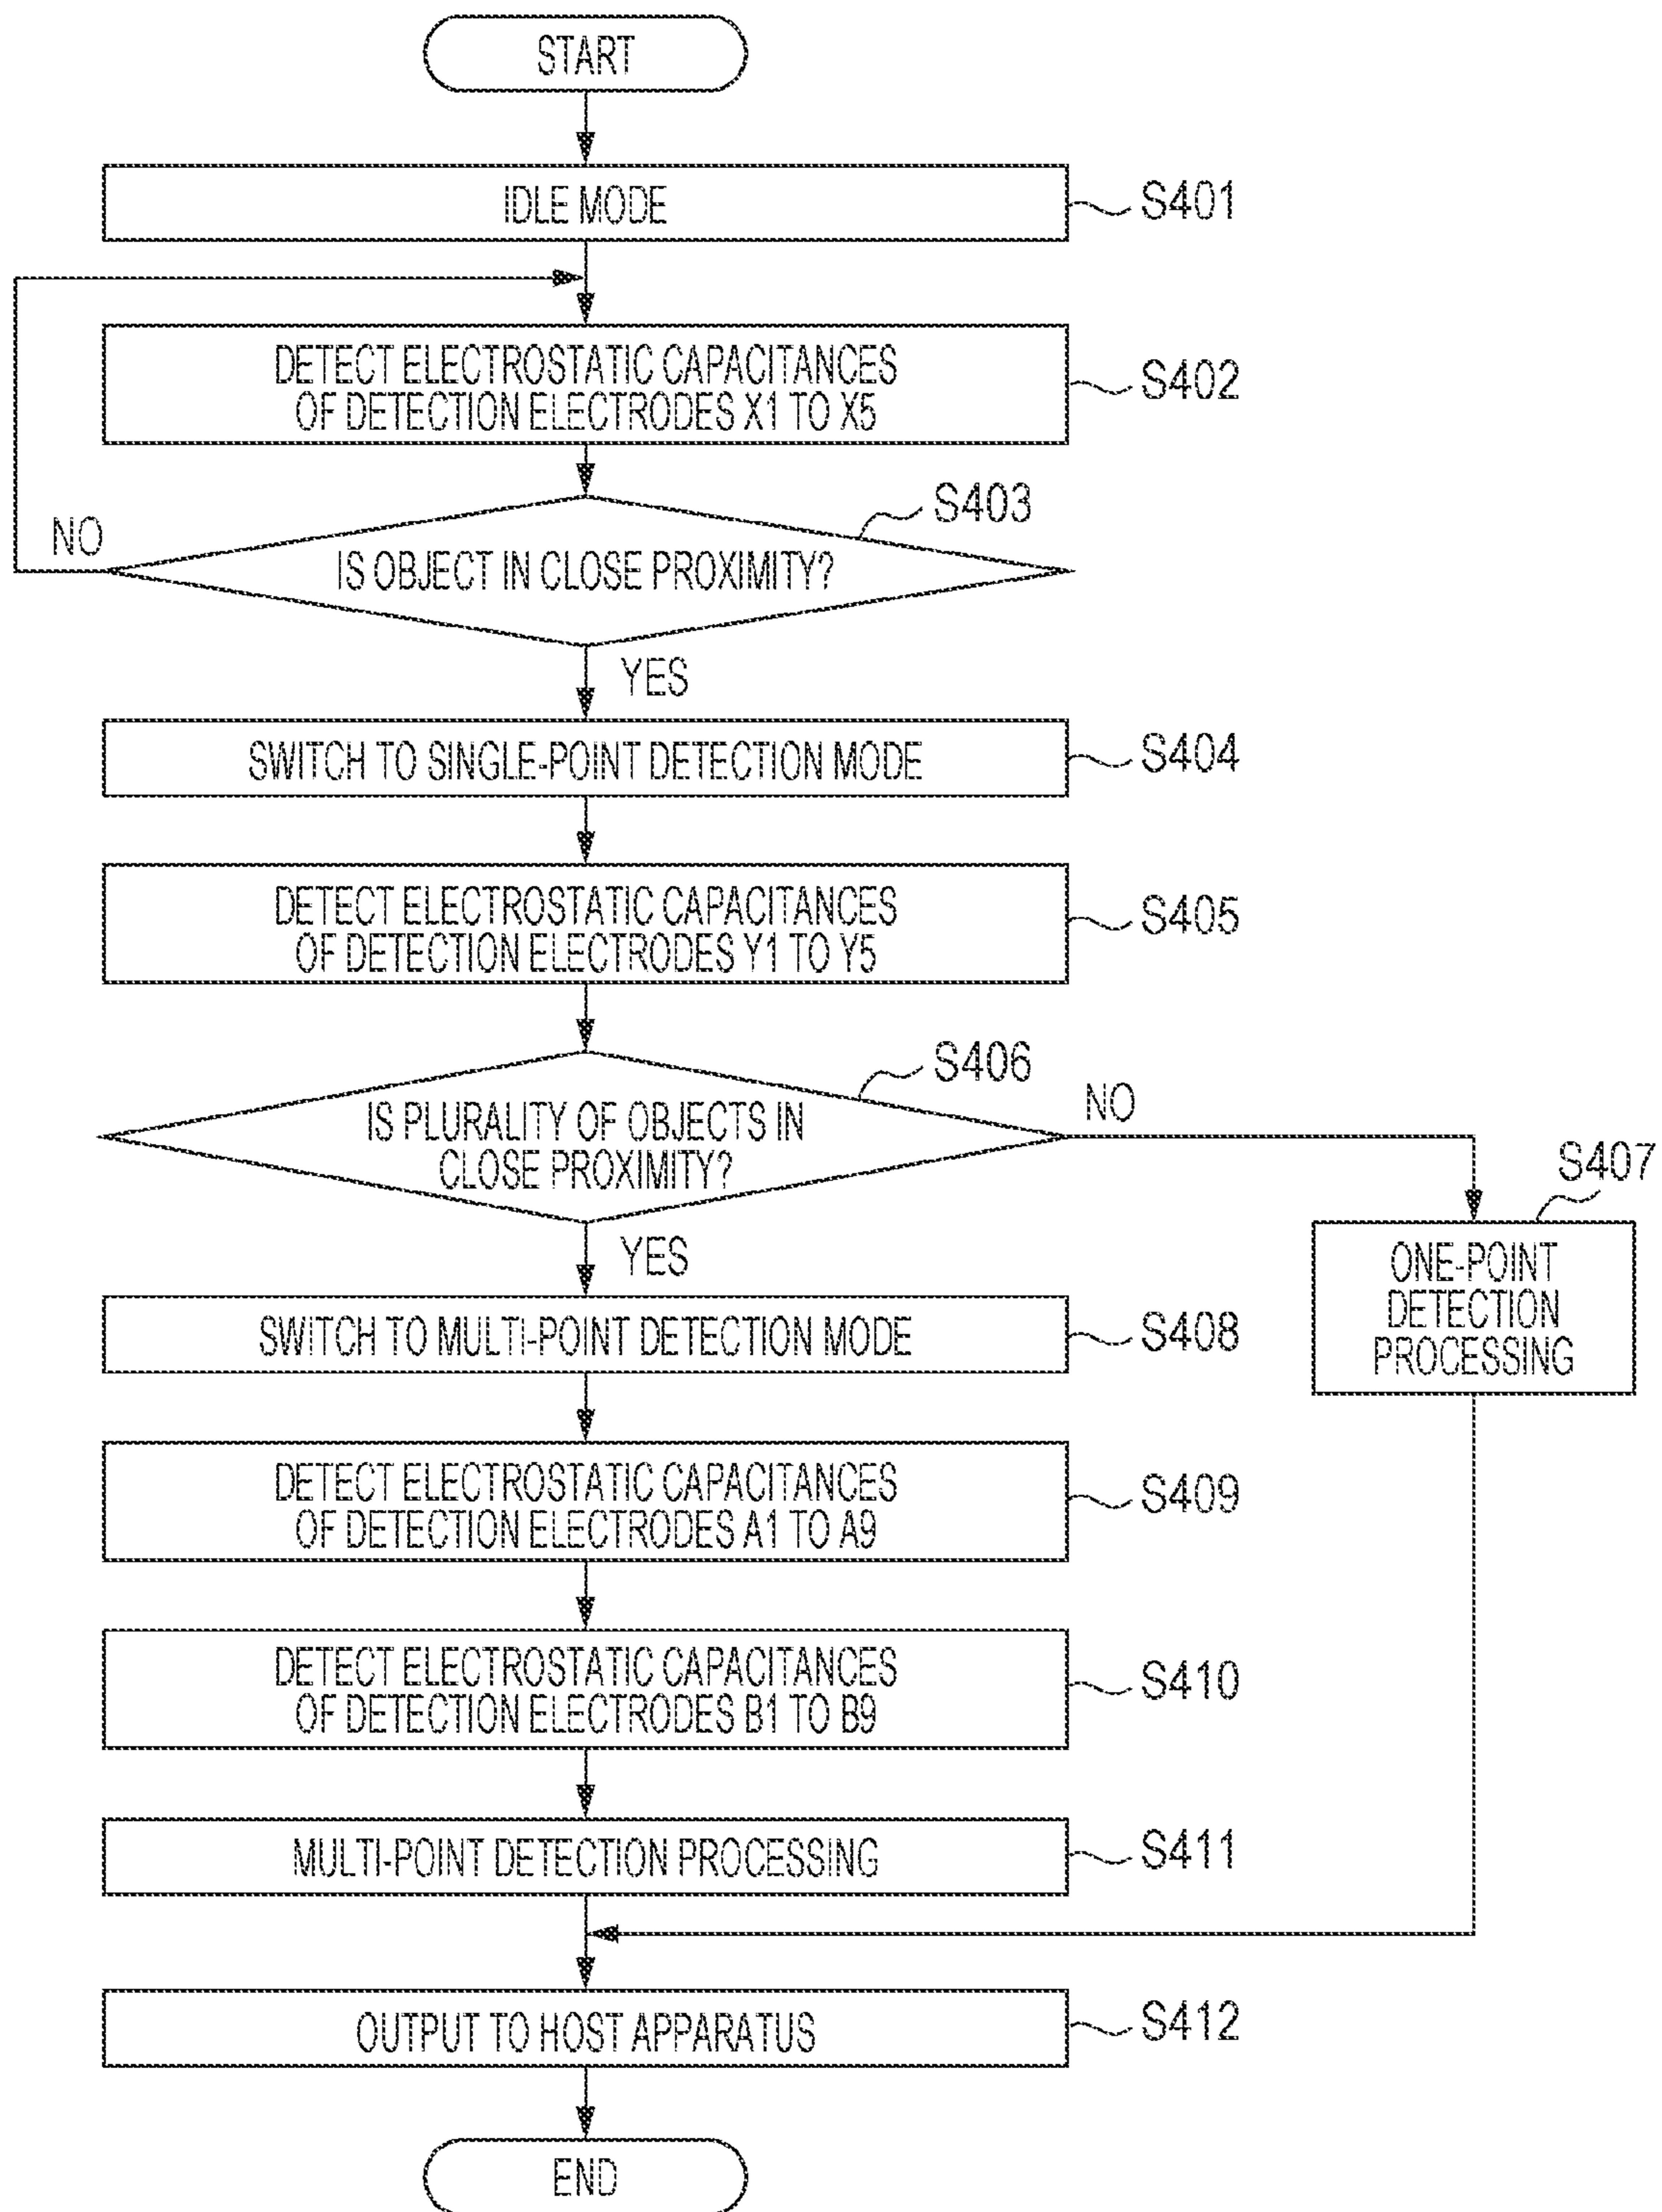 START
IDLE MODE
S401
DETECT ELECTROSTATIC CAPACITANCES
OF DETECTION ELECTRODES X1 TO X5
S402
S403
NO
IS OBJECT IN CLOSE PROXIMITY?
YES
SWITCH TO SINGLE-POINT DETECTION MODE
S404
DETECT ELECTROSTATIC CAPACITANCES
OF DETECTION ELECTRODES Y1 TO Y5
S405
S406
IS PLURALITY OF OBJECTS IN
CLOSE PROXIMITY?
NO
S407
ONE-POINT
DETECTION
PROCESSING
YES
SWITCH TO MULTI-POINT DETECTION MODE
S408
DETECT ELECTROSTATIC CAPACITANCES
OF DETECTION ELECTRODES A1 TO A9
S409
DETECT ELECTROSTATIC CAPACITANCES
OF DETECTION ELECTRODES B1 TO B9
S410
MULTI-POINT DETECTION PROCESSING
S411
OUTPUT TO HOST APPARATUS
S412
END